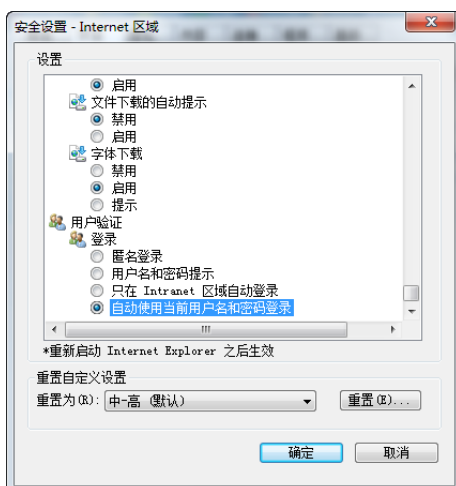 安全设置 - Internet 区域
设置
启用
文件下载的自动提示
禁用
启用
字体下载
禁用
启用
提示
用户验证
登录
匿名登录
用户名和密码提示
只在 Intranet 区域自动登录
自动使用当前用户名和密码登录
*重新启动 Internet Explorer 之后生效
重置自定义设置
重置为(R): 中-高 (默认) 重置(E)...
确定 取消